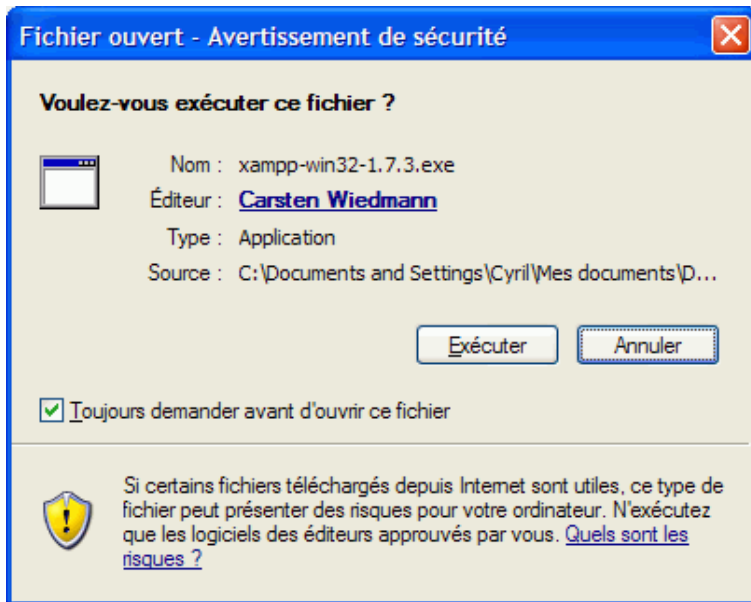 Fichier ouvert - Avertissement de sécurité
Voulez-vous exécuter ce fichier ?
Nom : xampp-win32-1.7.3.exe
Éditeur : Carsten Wiedmann
Type : Application
Source : C:\Documents and Settings\Cyril\Mes documents\D...
Exécuter Annuler
Toujours demander avant d'ouvrir ce fichier
Si certains fichiers téléchargés depuis Internet sont utiles, ce type de
fichier peut présenter des risques pour votre ordinateur. N'exécutez
que les logiciels des éditeurs approuvés par vous. Quels sont les
risques ?